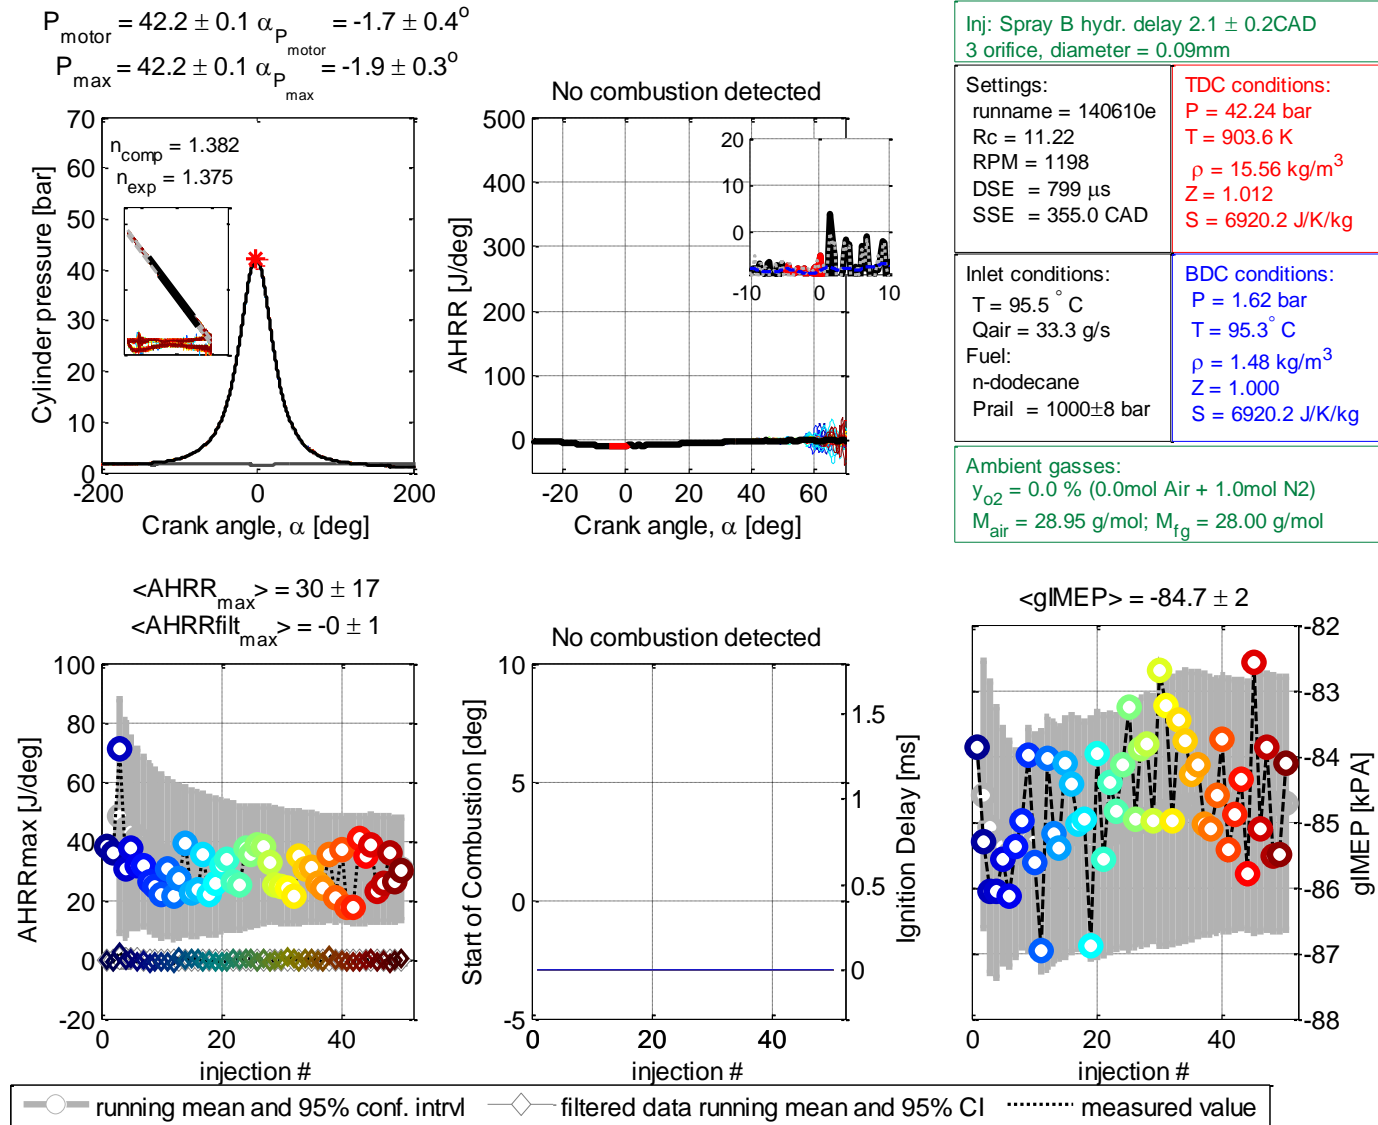 P_motor = 42.2 ± 0.1 α_P_motor = -1.7 ± 0.4°
P_max = 42.2 ± 0.1 α_P_max = -1.9 ± 0.3°
Cylinder pressure [bar]
70
60
50
40
30
20
10
0
n_comp = 1.382
n_exp = 1.375
-200
0
200
Crank angle, α [deg]
No combustion detected
AHRR [J/deg]
500
400
300
200
100
0
20
10
0
-10
0
10
-20
0
20
40
60
Crank angle, α [deg]
Inj: Spray B hydr. delay 2.1 ± 0.2CAD
3 orifice, diameter = 0.09mm
Settings:
runname = 140610e
Rc = 11.22
RPM = 1198
DSE = 799 μs
SSE = 355.0 CAD
TDC conditions:
P = 42.24 bar
T = 903.6 K
ρ = 15.56 kg/m³
Z = 1.012
S = 6920.2 J/K/kg
Inlet conditions:
T = 95.5 °C
Qair = 33.3 g/s
Fuel:
n-dodecane
Prail = 1000±8 bar
BDC conditions:
P = 1.62 bar
T = 95.3°C
ρ = 1.48 kg/m³
Z = 1.000
S = 6920.2 J/K/kg
Ambient gasses:
y_o2 = 0.0 % (0.0mol Air + 1.0mol N2)
M_air = 28.95 g/mol; M_fg = 28.00 g/mol
<AHRR_max> = 30 ± 17
<AHRRfilt_max> = -0 ± 1
AHRRmax [J/deg]
100
80
60
40
20
0
-20
0
20
40
injection #
No combustion detected
Start of Combustion [deg]
10
5
0
-5
0
20
40
injection #
1.5
1
0.5
0
Ignition Delay [ms]
<gIMEP> = -84.7 ± 2
-82
-83
-84
-85
-86
-87
-88
gIMEP [kPA]
0
20
40
injection #
running mean and 95% conf. intrvl
filtered data running mean and 95% CI
measured value